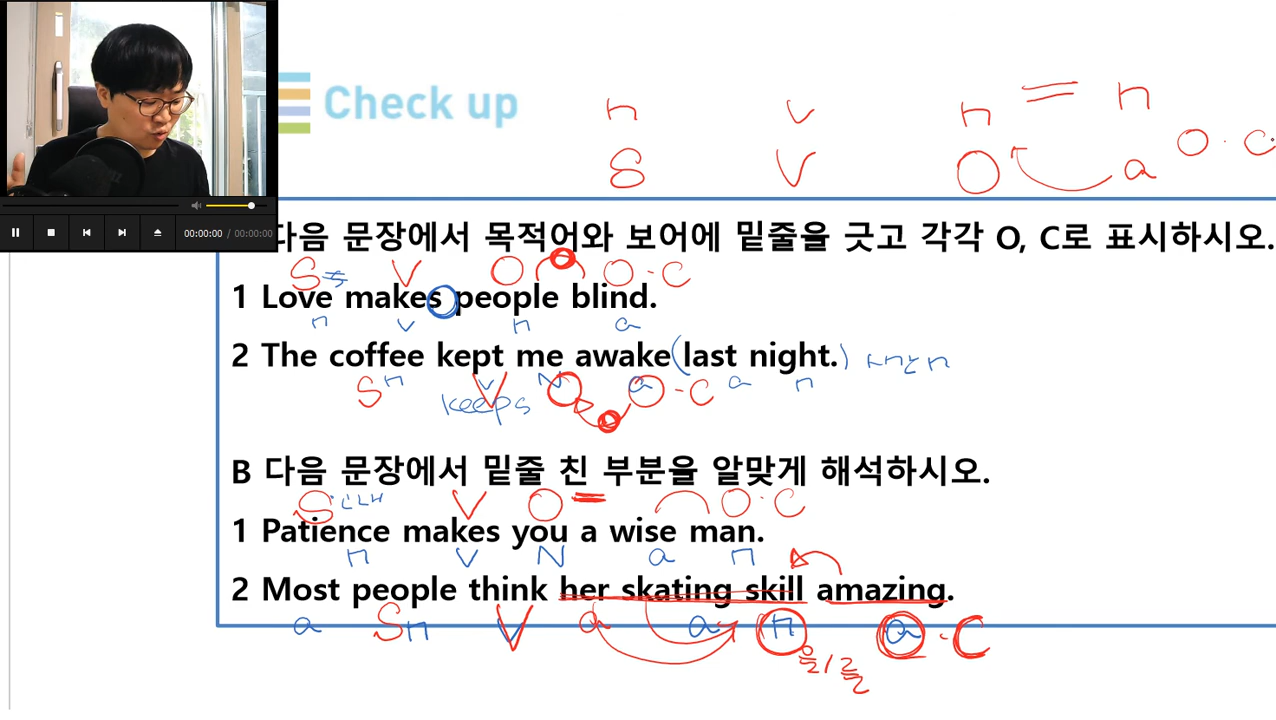 Check up
n v n = n
S V O a O·C
다음 문장에서 목적어와 보어에 밑줄을 긋고 각각 O, C로 표시하시오.
S V O O·C
1 Love makes people blind.
n v n a
2 The coffee kept me awake (last night.)
n v N a a n
S V O O·C
keeps
B 다음 문장에서 밑줄 친 부분을 알맞게 해석하시오.
S 인내 V O = O·C
1 Patience makes you a wise man.
n V N a n
2 Most people think her skating skill amazing.
a S n V a a n a·C
을/를
00:00:00 / 00:00:00